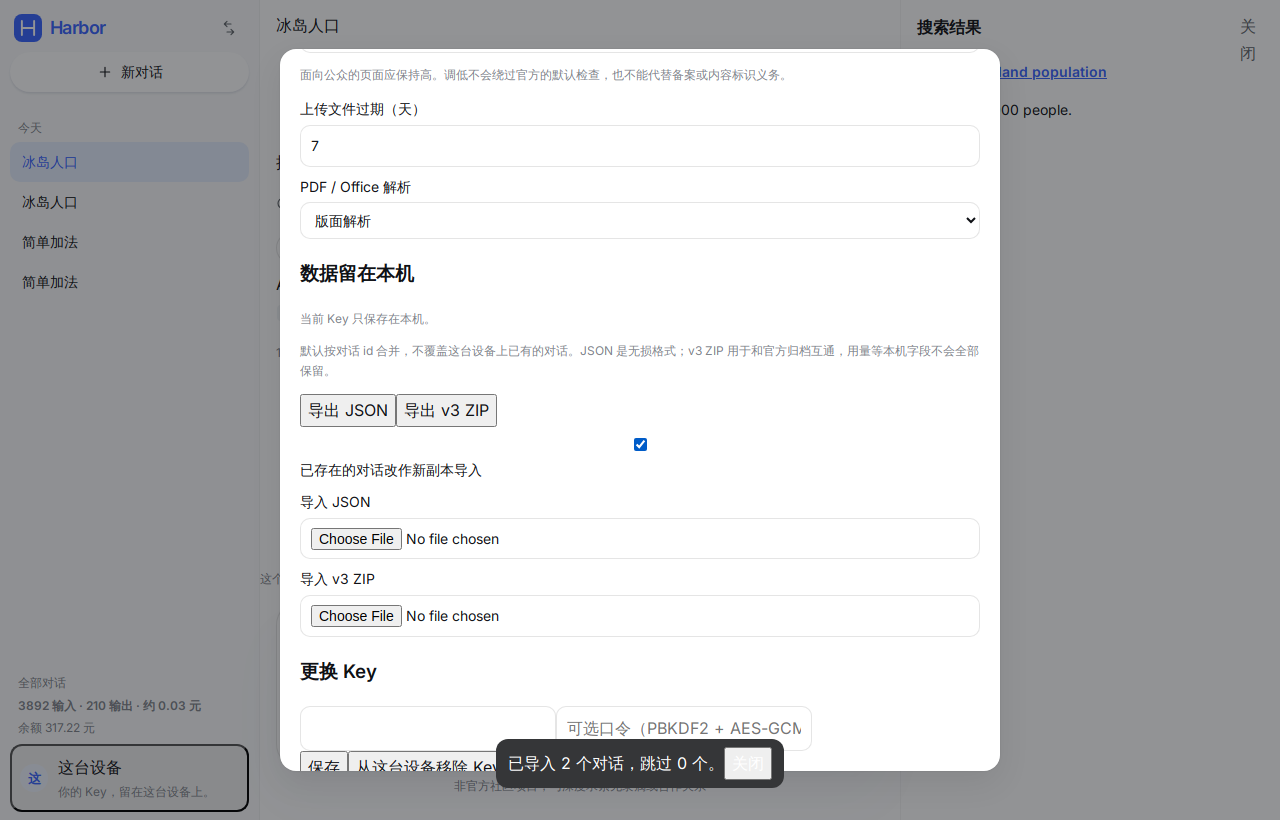 Harbor
新对话
今天
冰岛人口
冰岛人口
简单加法
简单加法
全部对话
3892 输入 · 210 输出 · 约 0.03 元
余额 317.22 元
这
这台设备
你的 Key，留在这台设备上。
冰岛人口
这个
面向公众的页面应保持高。调低不会绕过官方的默认检查，也不能代替备案或内容标识义务。
上传文件过期（天）
7
PDF / Office 解析
版面解析
数据留在本机
当前 Key 只保存在本机。
默认按对话 id 合并，不覆盖这台设备上已有的对话。JSON 是无损格式；v3 ZIP 用于和官方归档互通，用量等本机字段不会全部
保留。
导出 JSON 导出 v3 ZIP
已存在的对话改作新副本导入
导入 JSON
Choose File No file chosen
导入 v3 ZIP
Choose File No file chosen
更换 Key
可选口令（PBKDF2 + AES-GCM
保存 从这台设备移除 Key
已导入 2 个对话，跳过 0 个。 关闭
非官方社区项目，
搜索结果
关
闭
land population
00 people.